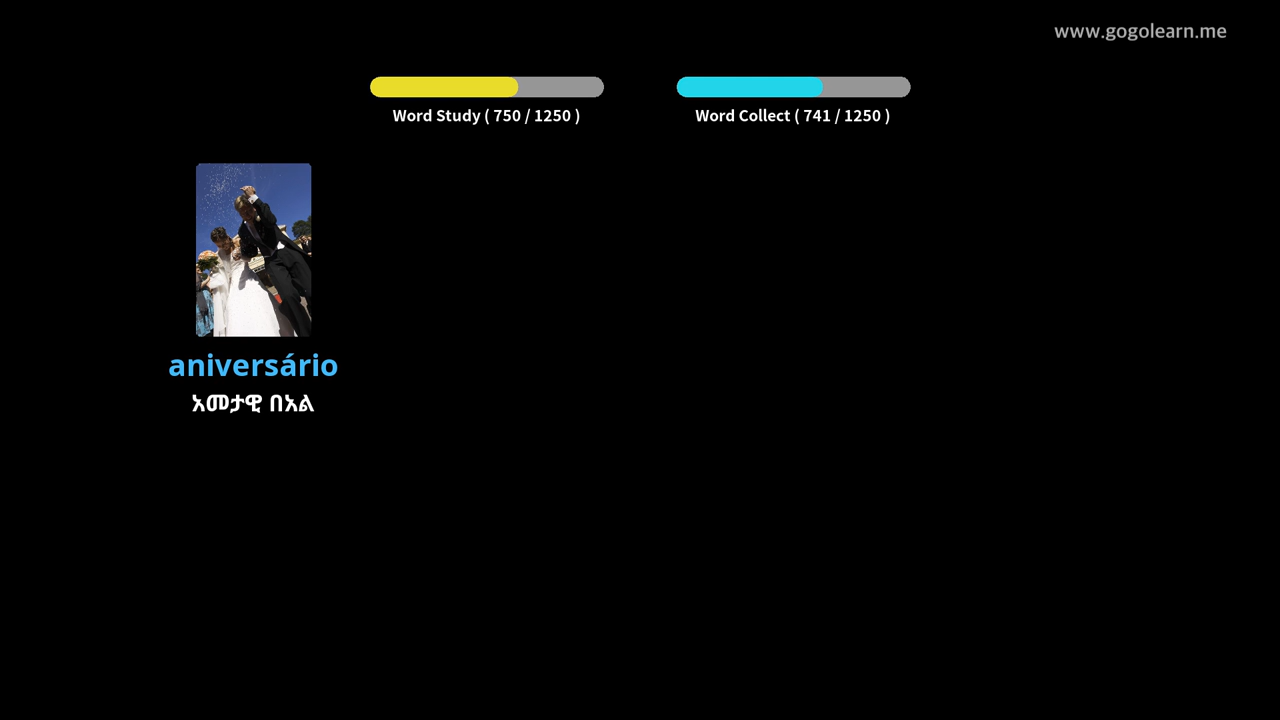 www.gogolearn.me
Word Study ( 750 / 1250 )
Word Collect ( 741 / 1250 )
aniversário
አመታዊ በአል